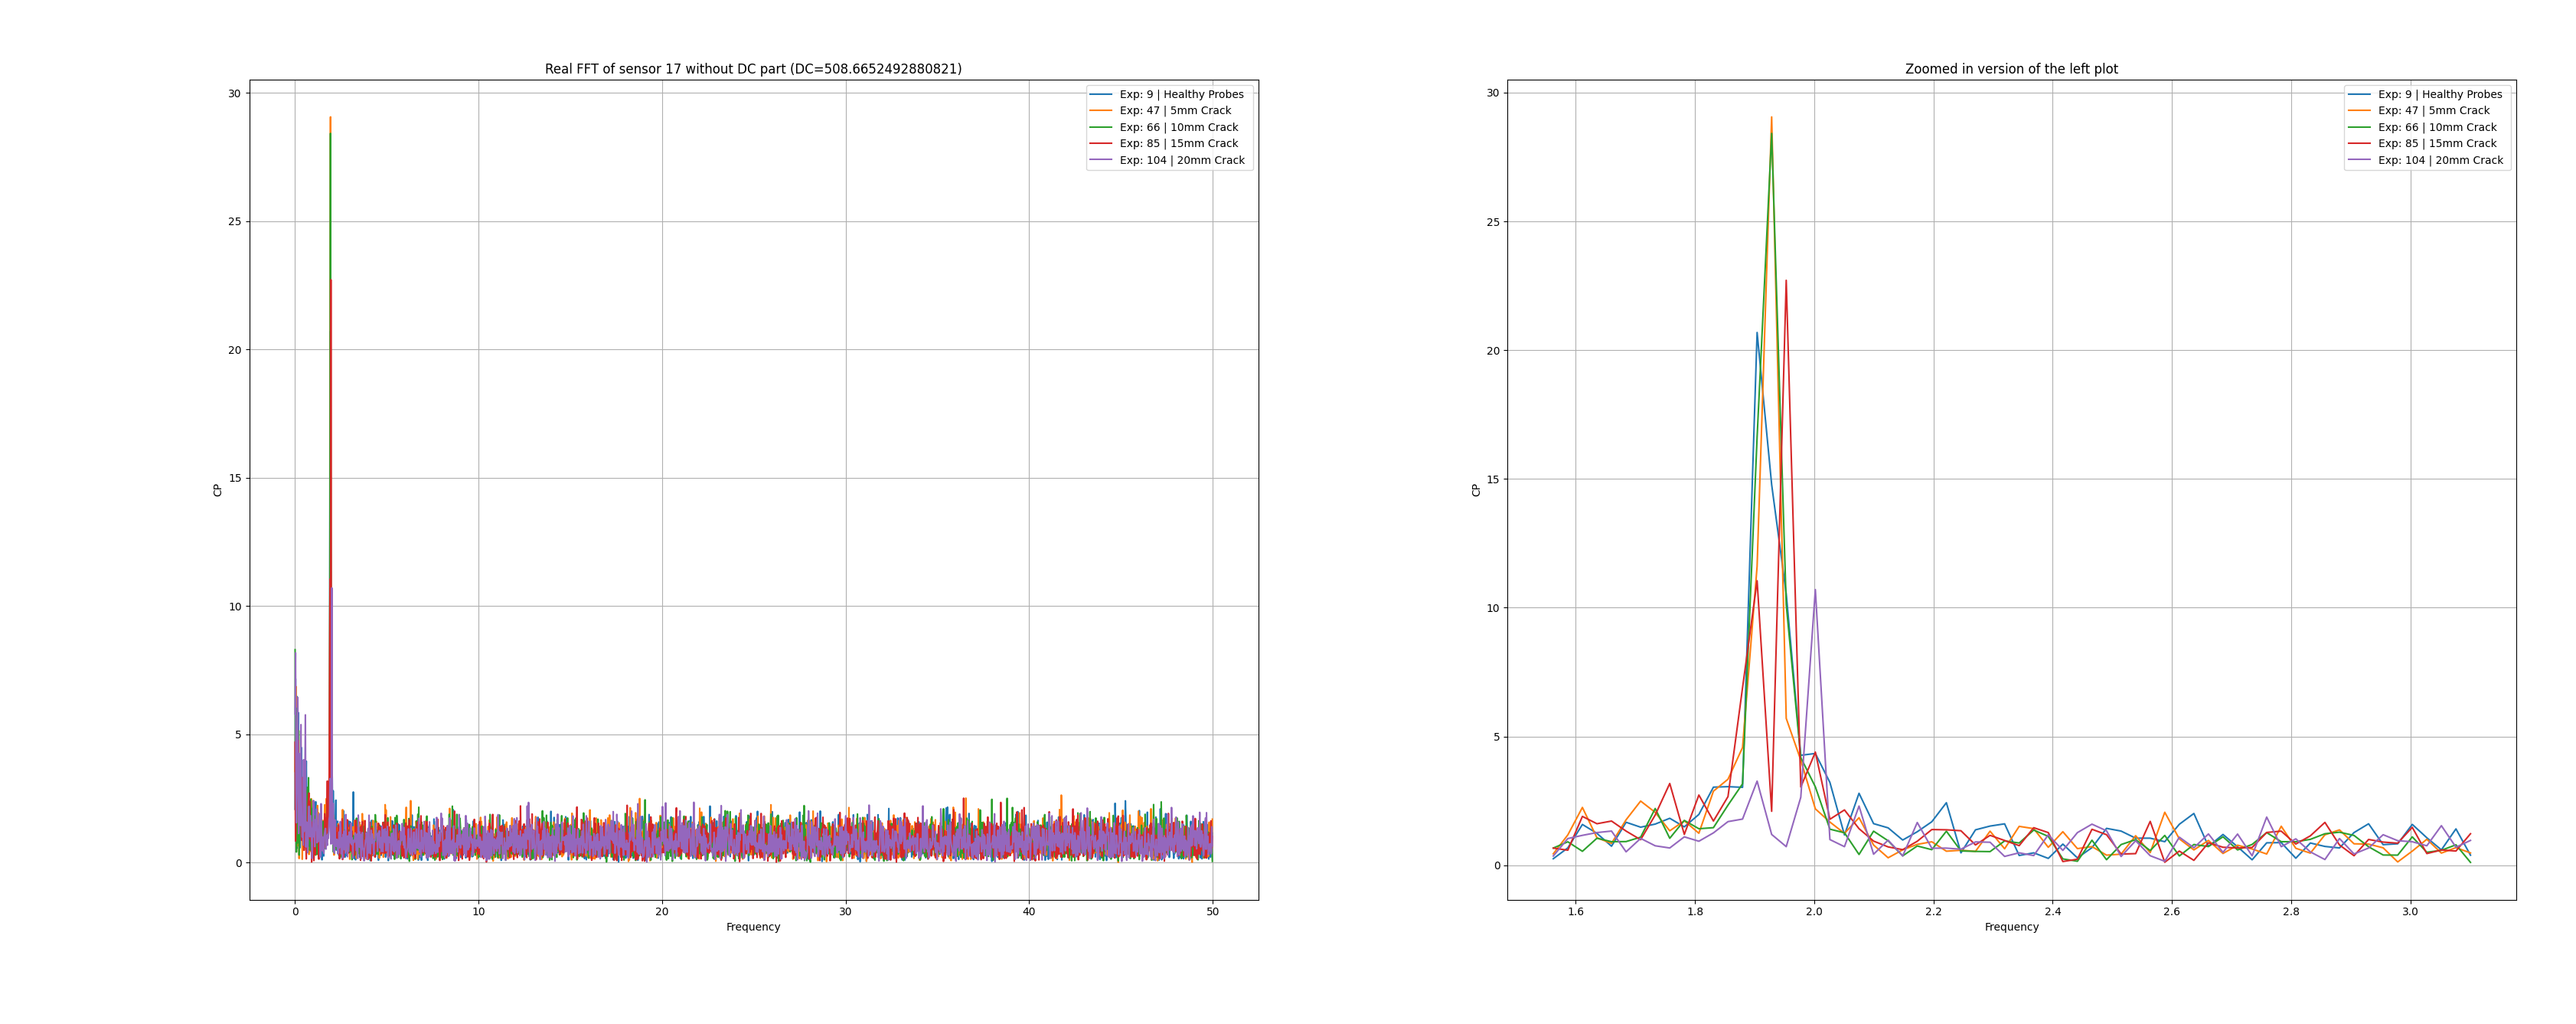 Real FFT of sensor 17 without DC part (DC=508.6652492880821)
30
25
20
15
10
5
0
CP
Exp: 9 | Healthy Probes
Exp: 47 | 5mm Crack
Exp: 66 | 10mm Crack
Exp: 85 | 15mm Crack
Exp: 104 | 20mm Crack
0 10 20 30 40 50
Frequency
Zoomed in version of the left plot
30
25
20
15
10
5
0
CP
Exp: 9 | Healthy Probes
Exp: 47 | 5mm Crack
Exp: 66 | 10mm Crack
Exp: 85 | 15mm Crack
Exp: 104 | 20mm Crack
1.6 1.8 2.0 2.2 2.4 2.6 2.8 3.0
Frequency